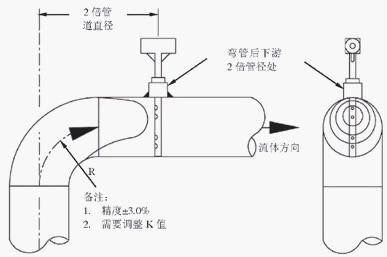 2 倍管
道直径
弯管后下游
2 倍管径处
流体方向
R
备注:
1. 精度±3.0%
2. 需要调整 K 值